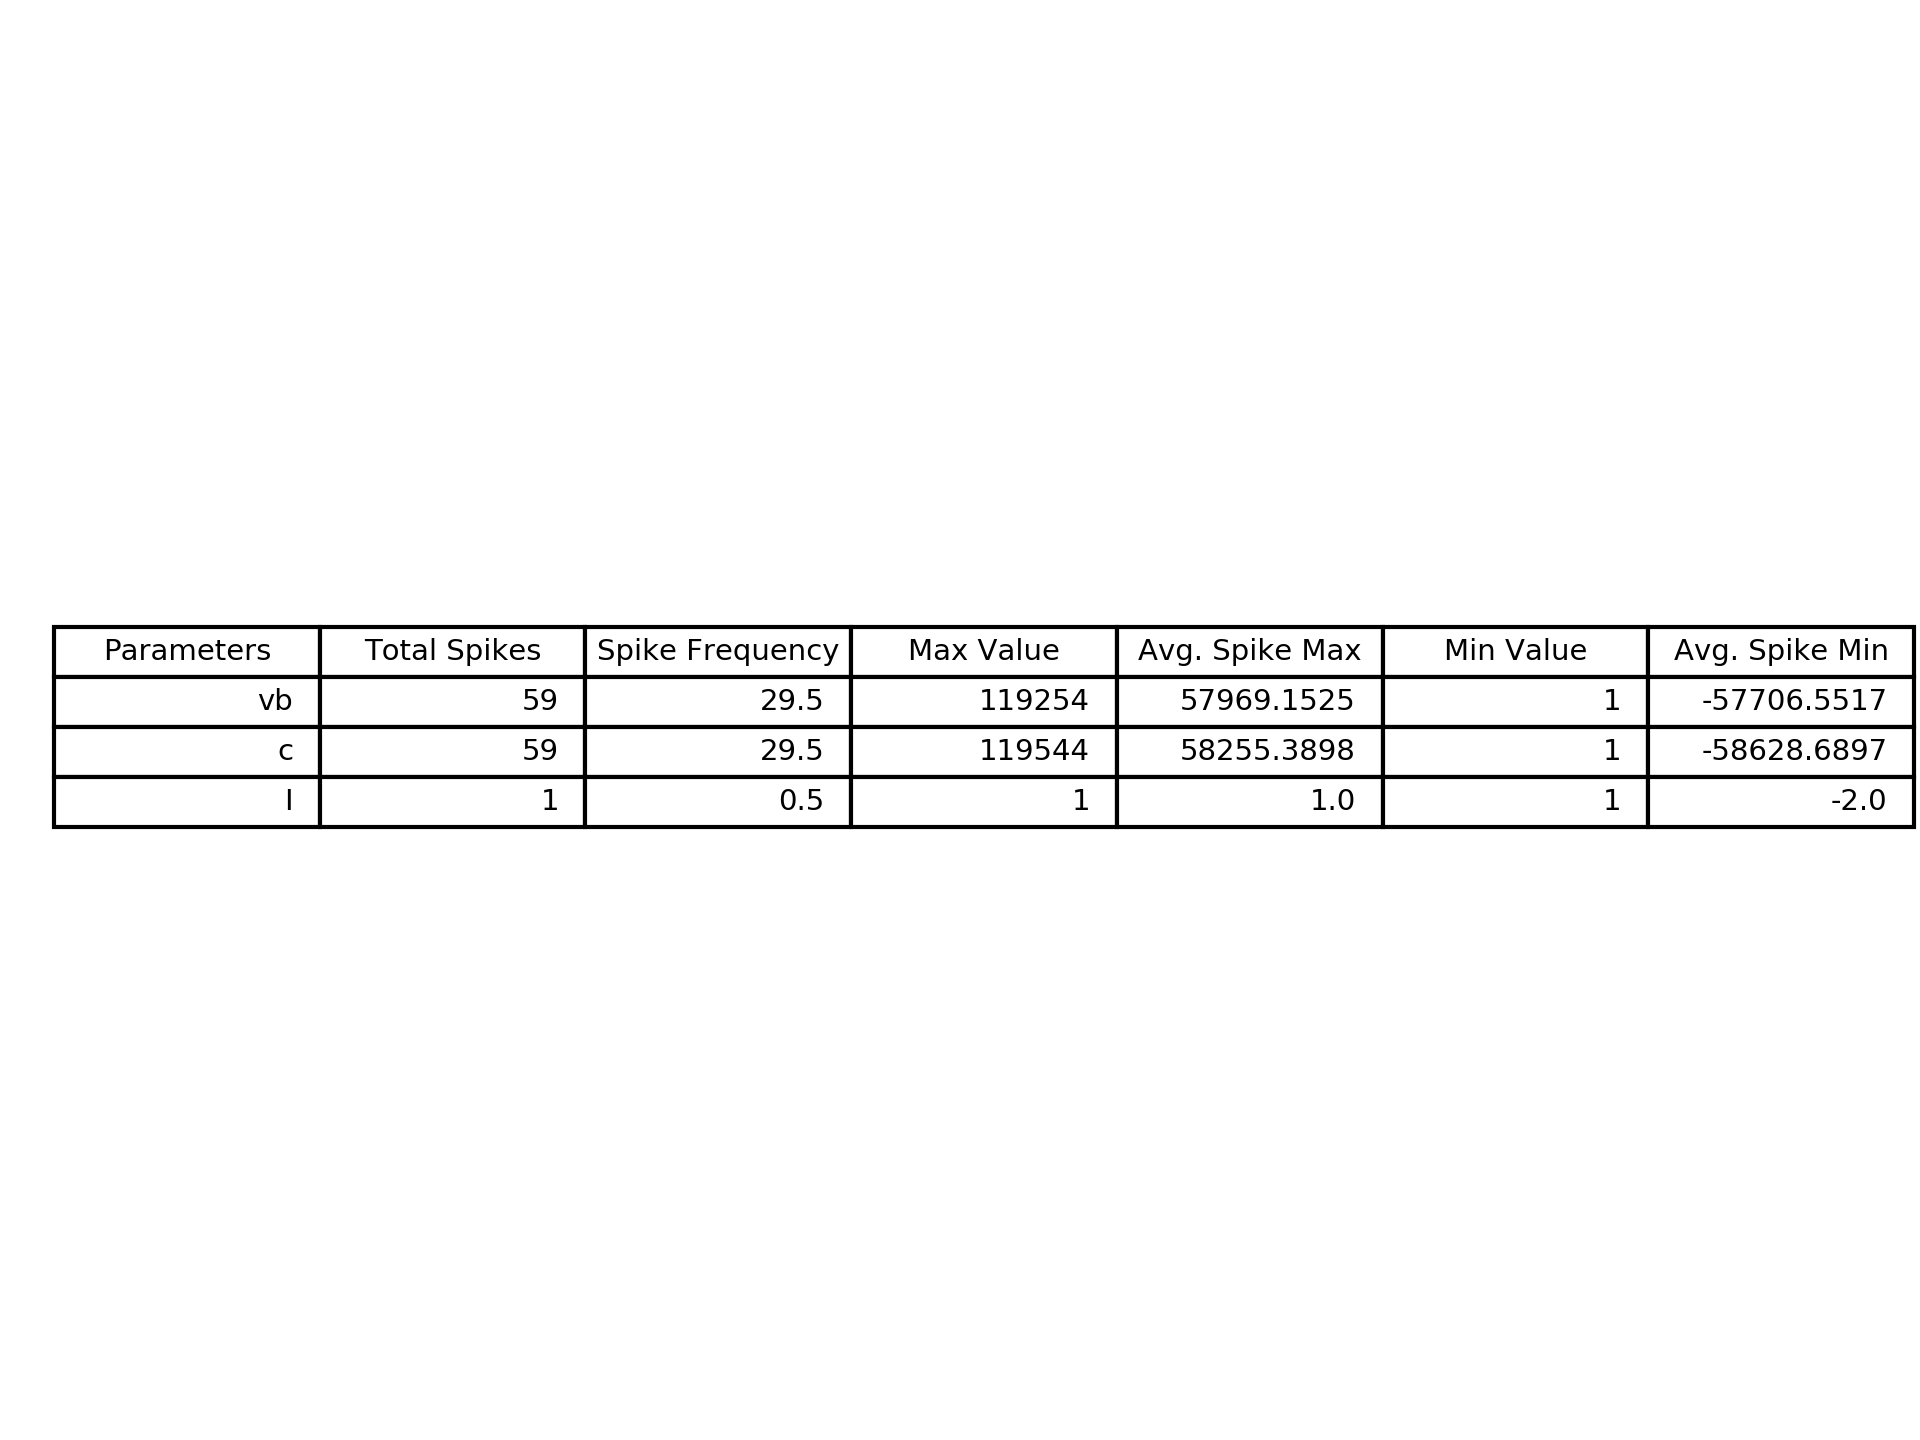 Parameters Total Spikes Spike Frequency Max Value Avg. Spike Max Min Value Avg. Spike Min
vb 59 29.5 119254 57969.1525 1 -57706.5517
c 59 29.5 119544 58255.3898 1 -58628.6897
I 1 0.5 1 1.0 1 -2.0